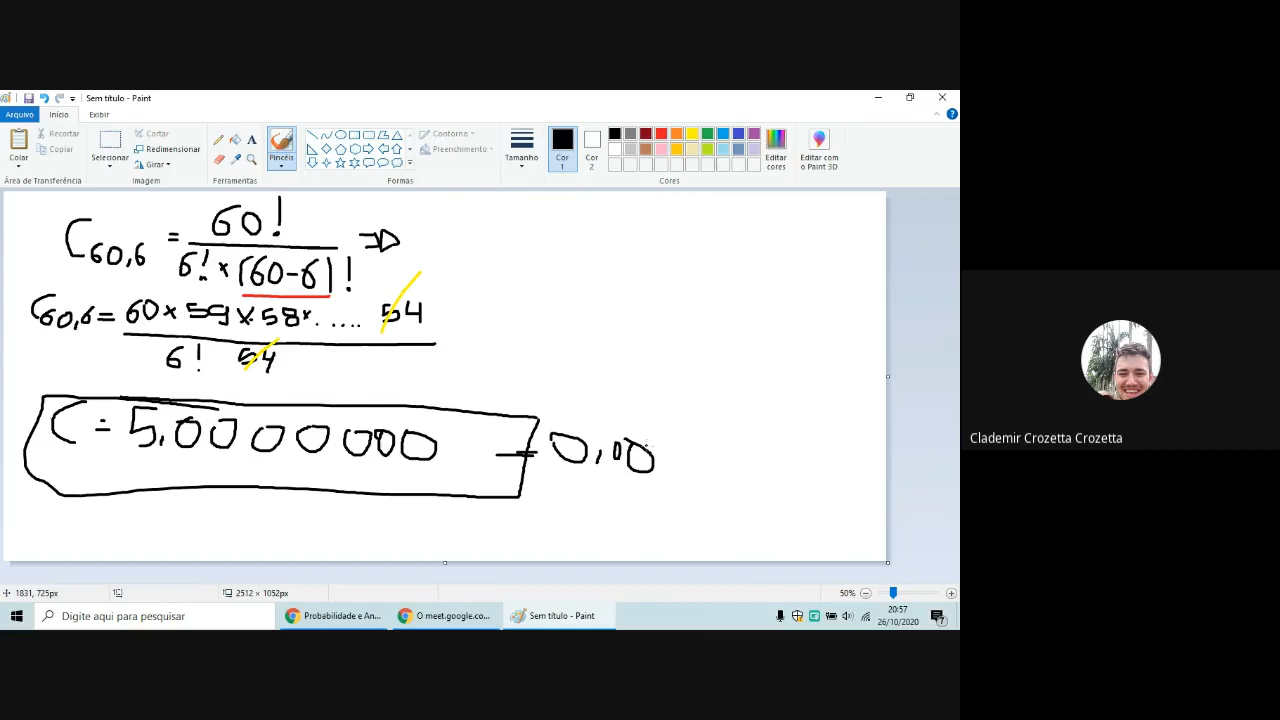 Sem título - Paint
Arquivo Início Exibir
Colar Recortar Copiar Selecionar Cortar Redimensionar Girar Pincéis Contorno Preenchimento Tamanho Cor 1 Cor 2 Editar cores Editar com o Paint 3D
Área de Transferência Imagem Ferramentas Formas Cores
C60,6 = 60! / 6! × (60-6)! ⇒
C60,6 = 60 × 59 × 58 × ..... 54
6! 54
C = 5,00000000 — 0,00
Clademir Crozetta Crozetta
1831, 725px 2512 × 1052px 50%
Digite aqui para pesquisar Probabilidade e An... O meet.google.co... Sem título - Paint 20:57
26/10/2020